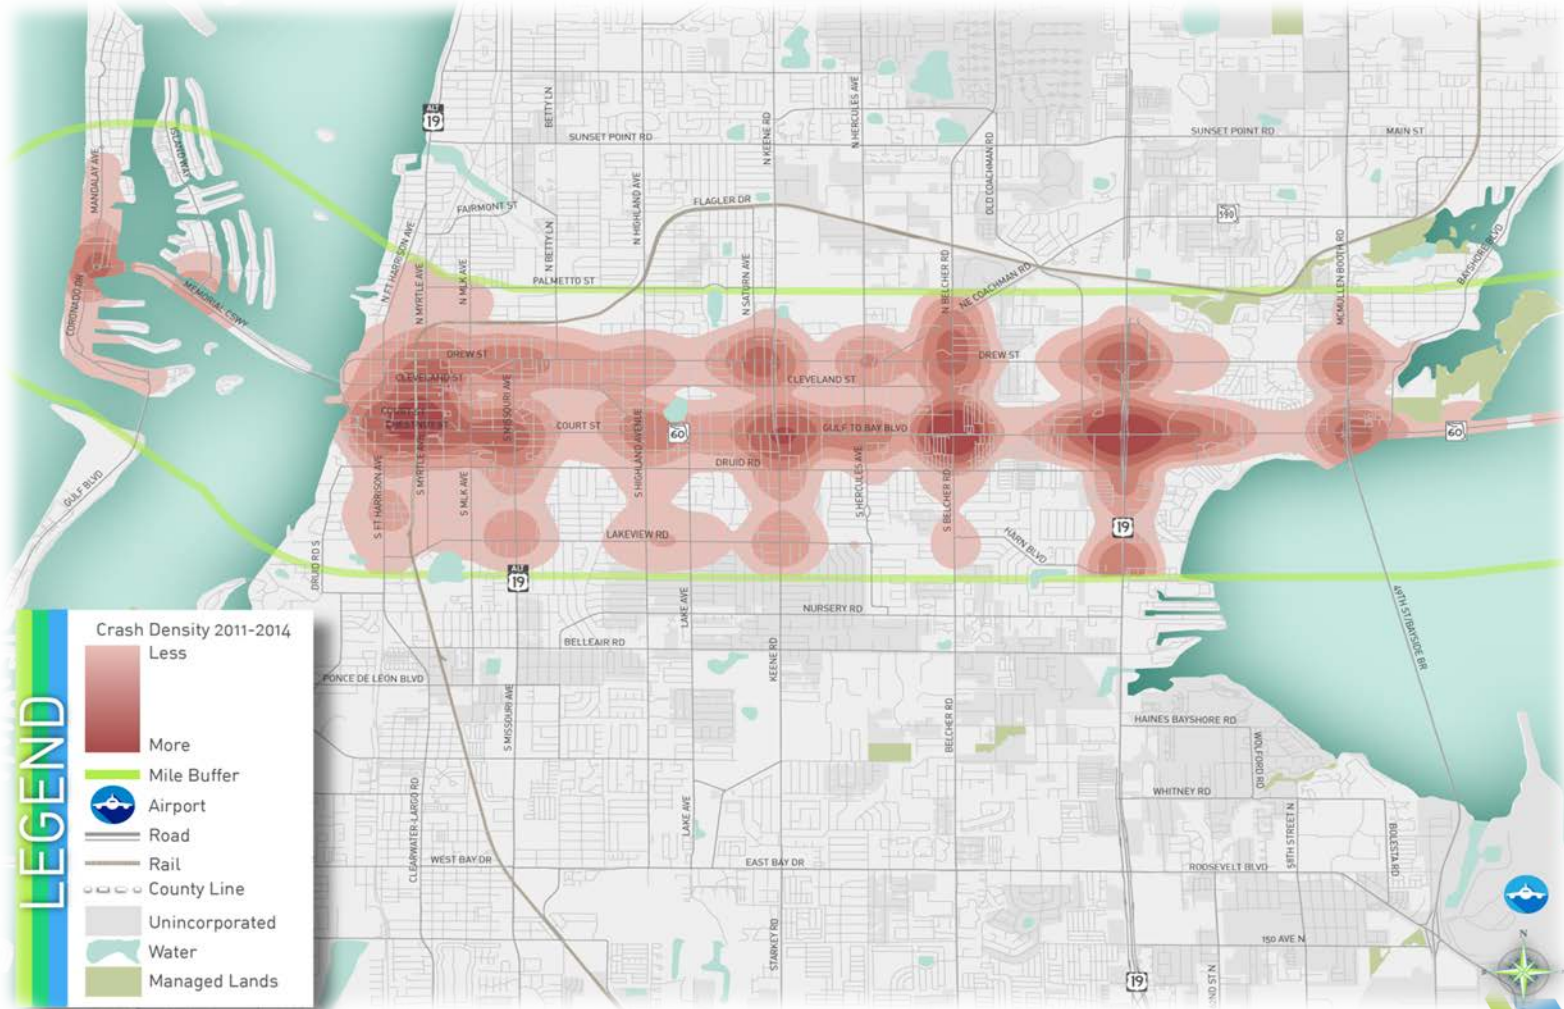 ALT
19
BETTY LN
N HERCULES AVE
SUNSET POINT RD
N KEENE RD
OLD COACHMAN RD
SUNSET POINT RD
MAIN ST
ISLAND WAY
MANDALAY AVE
N HIGHLAND AVE
FLAGLER DR
FAIRMONT ST
590
N BETTY LN
N FT HARRISON AVE
BAYSHORE BLVD
MCMULLEN BOOTH RD
N MYRTLE AVE
N MLK AVE
PALMETTO ST
N SATURN AVE
N BELCHER RD
NE COACHMAN RD
CORONADO DR
MEMORIAL CSWY
DREW ST
DREW ST
CLEVELAND ST
CLEVELAND ST
S MISSOURI AVE
COURT ST
CHESTNUT ST
COURT ST
60
GULF TO BAY BLVD
60
S HIGHLAND AVENUE
DRUID RD
GULF BLVD
S FT HARRISON AVE
S MYRTLE AVE
S MLK AVE
S HERCULES AVE
S BELCHER RD
LAKEVIEW RD
HARN BLVD
19
DRUID RD S
ALT
19
LAKE AVE
NURSERY RD
49TH ST/BAYSIDE BR
BELLEAIR RD
KEENE RD
PONCE DE LEON BLVD
S MISSOURI AVE
BELCHER RD
HAINES BAYSHORE RD
WOLFORD RD
WHITNEY RD
CLEARWATER-LARGO RD
LAKE AVE
58TH STREET N
BOLESTA RD
WEST BAY DR
EAST BAY DR
ROOSEVELT BLVD
STARKEY RD
150 AVE N
19
N
LEGEND
Crash Density 2011-2014
Less
More
Mile Buffer
Airport
Road
Rail
County Line
Unincorporated
Water
Managed Lands